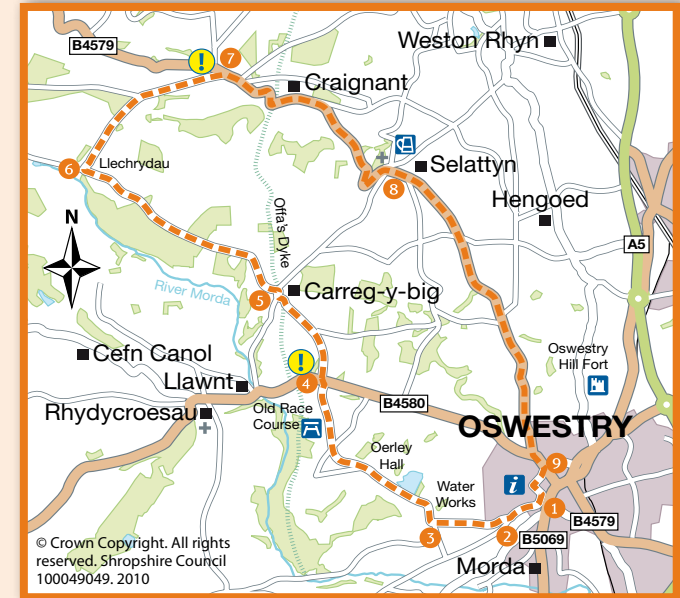 B4579
!
7
Weston Rhyn
Craignant
6
Llechrydau
Selattyn
8
Hengoed
N
Offa's Dyke
A5
River Morda
5
Carreg-y-big
Cefn Canol
!
4
Oswestry
Hill Fort
Llawnt
Rhydycroesau
Old Race
Course
B4580
OSWESTRY
Oerley
Hall
9
i
Water
Works
1
B4579
3
2
B5069
Morda
© Crown Copyright. All rights
reserved. Shropshire Council
100049049. 2010